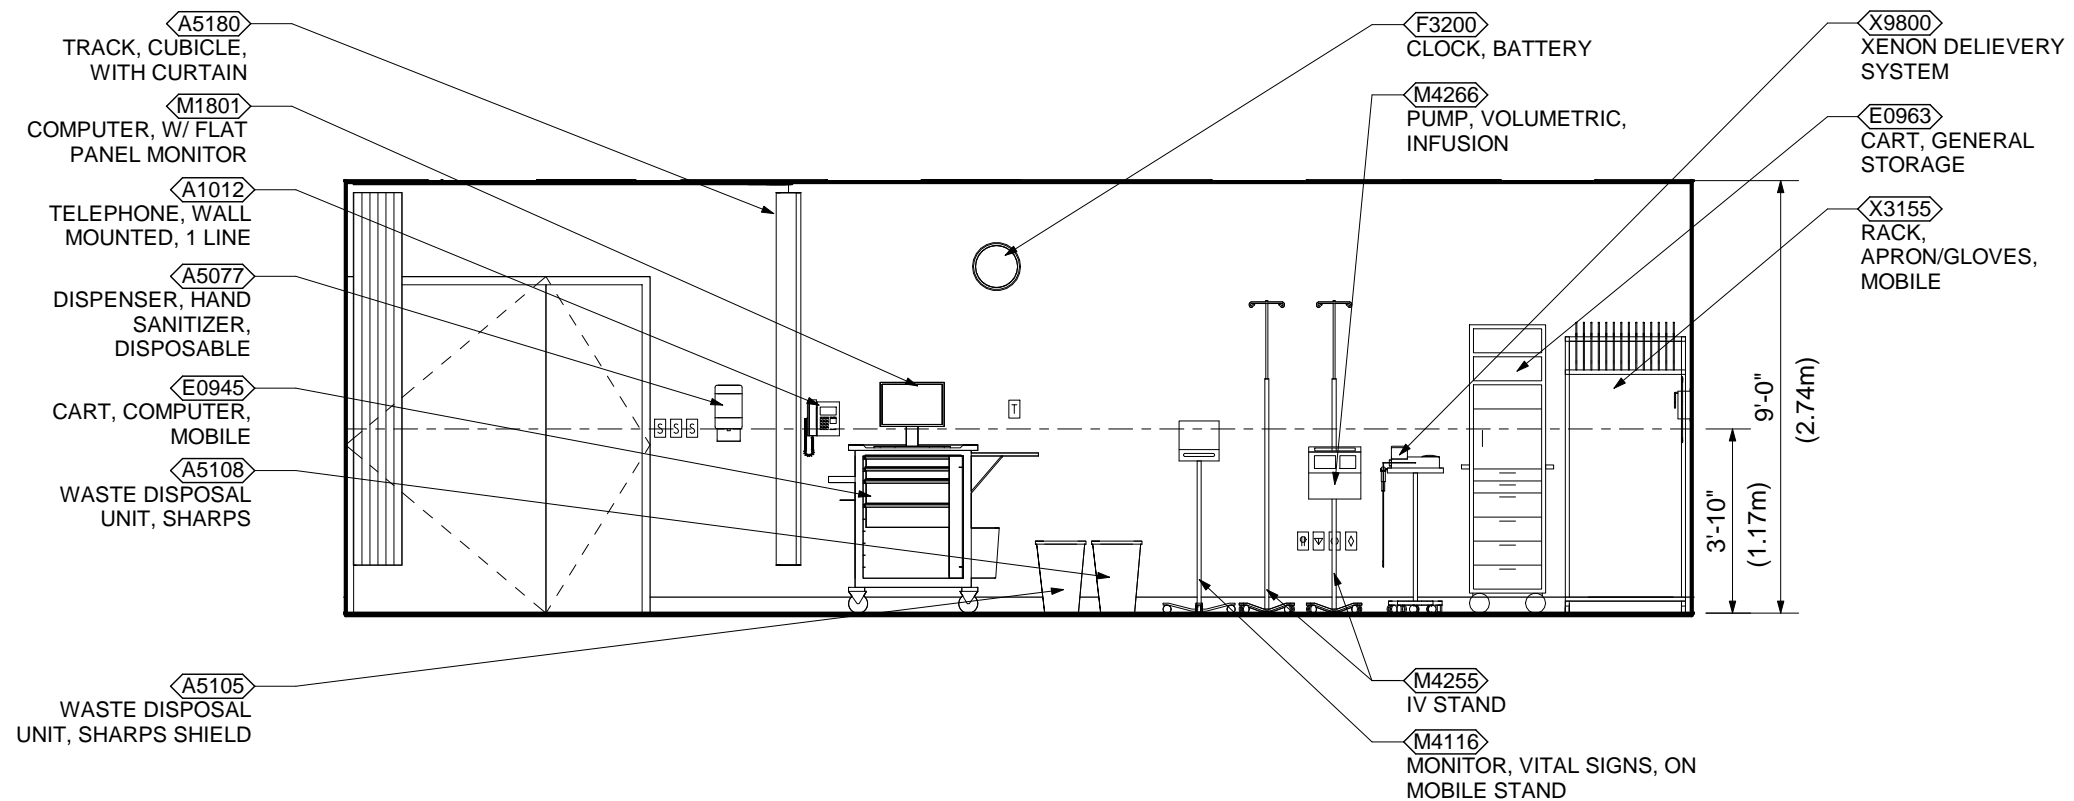 A5180
TRACK, CUBICLE,
WITH CURTAIN
M1801
COMPUTER, W/ FLAT
PANEL MONITOR
A1012
TELEPHONE, WALL
MOUNTED, 1 LINE
A5077
DISPENSER, HAND
SANITIZER,
DISPOSABLE
E0945
CART, COMPUTER,
MOBILE
A5108
WASTE DISPOSAL
UNIT, SHARPS
A5105
WASTE DISPOSAL
UNIT, SHARPS SHIELD
S S S
T
F3200
CLOCK, BATTERY
M4266
PUMP, VOLUMETRIC,
INFUSION
M4255
IV STAND
M4116
MONITOR, VITAL SIGNS, ON
MOBILE STAND
X9800
XENON DELIEVERY
SYSTEM
E0963
CART, GENERAL
STORAGE
X3155
RACK,
APRON/GLOVES,
MOBILE
9'-0"
(2.74m)
3'-10"
(1.17m)